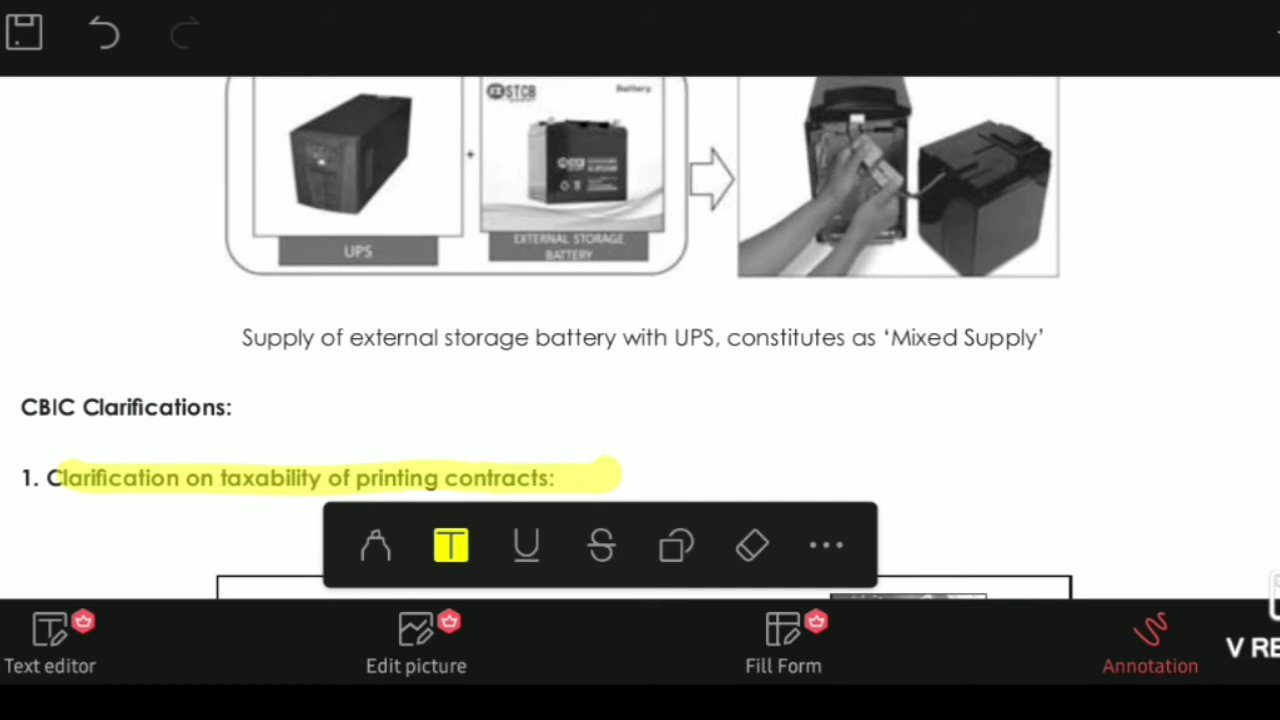 STCB
Battery
+
UPS
EXTERNAL STORAGE
BATTERY
Supply of external storage battery with UPS, constitutes as ‘Mixed Supply’
CBIC Clarifications:
1. Clarification on taxability of printing contracts:
Text editor
Edit picture
Fill Form
Annotation
V RE